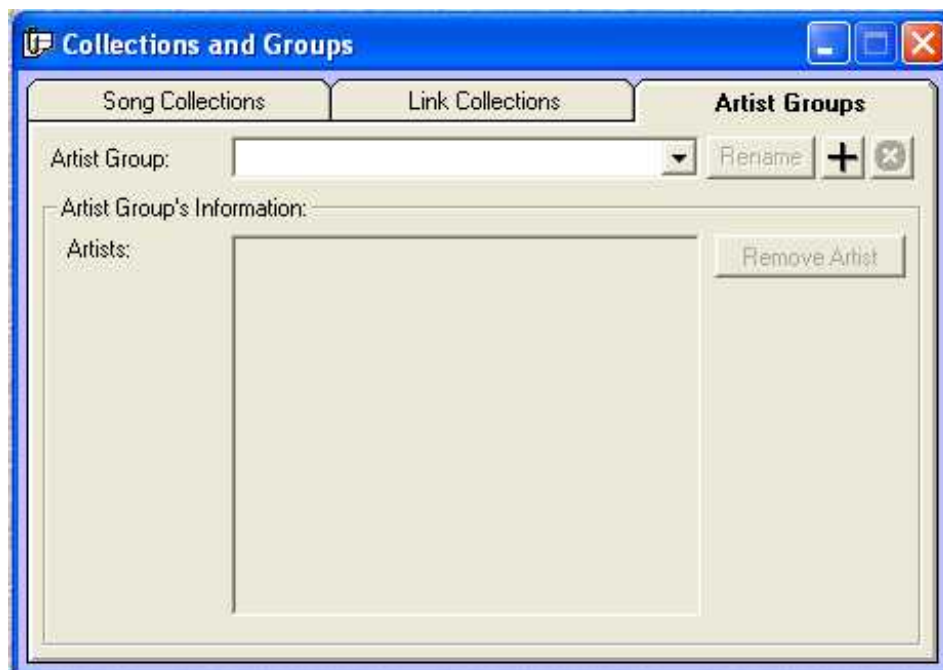 Collections and Groups
Song Collections Link Collections Artist Groups
Artist Group: Rename
Artist Group's Information:
Artists: Remove Artist